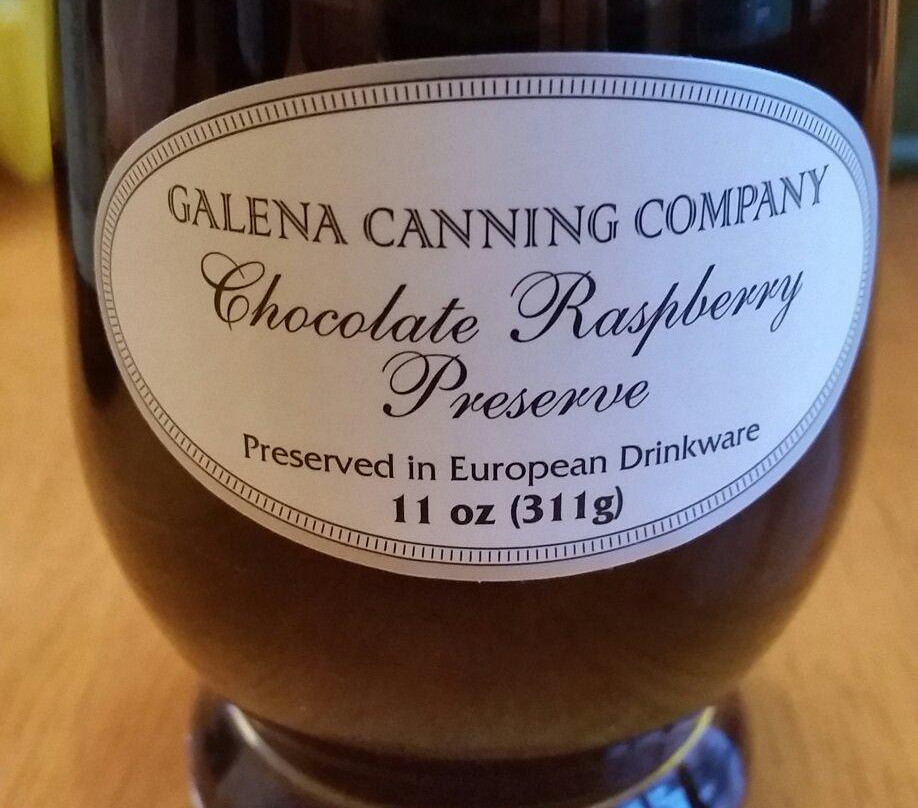 GALENA CANNING COMPANY
Chocolate Raspberry
Preserve
Preserved in European Drinkware
11 oz (311g)